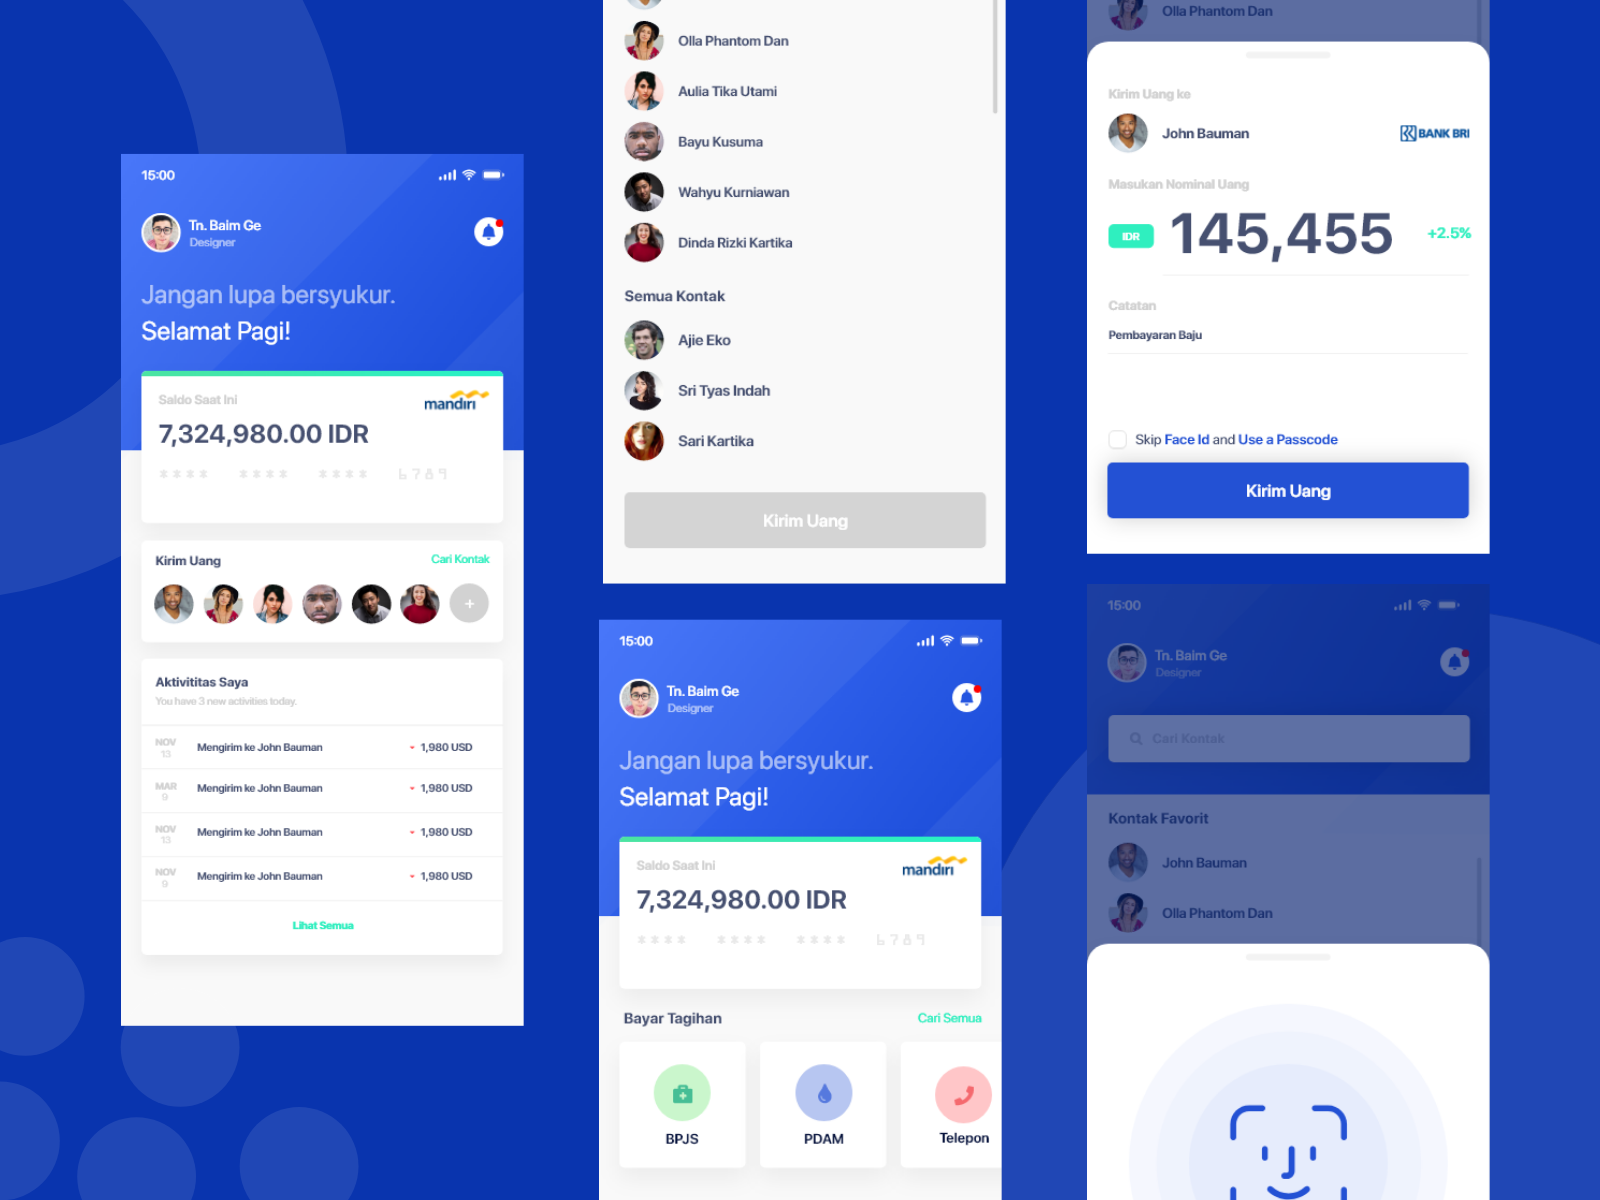 15:00
Tn. Baim Ge
Designer
Jangan lupa bersyukur.
Selamat Pagi!
Saldo Saat Ini
mandiri
7,324,980.00 IDR
**** **** **** 6789
Kirim Uang
Cari Kontak
+
Aktivititas Saya
You have 3 new activities today.
NOV
13
Mengirim ke John Bauman
1,980 USD
MAR
9
Mengirim ke John Bauman
1,980 USD
NOV
13
Mengirim ke John Bauman
1,980 USD
NOV
9
Mengirim ke John Bauman
1,980 USD
Lihat Semua
Olla Phantom Dan
Aulia Tika Utami
Bayu Kusuma
Wahyu Kurniawan
Dinda Rizki Kartika
Semua Kontak
Ajie Eko
Sri Tyas Indah
Sari Kartika
Kirim Uang
15:00
Tn. Baim Ge
Designer
Jangan lupa bersyukur.
Selamat Pagi!
Saldo Saat Ini
mandiri
7,324,980.00 IDR
**** **** **** 6789
Bayar Tagihan
Cari Semua
BPJS
PDAM
Telepon
Olla Phantom Dan
Kirim Uang ke
John Bauman
BANK BRI
Masukan Nominal Uang
IDR
145,455
+2.5%
Catatan
Pembayaran Baju
Skip Face Id and Use a Passcode
Kirim Uang
15:00
Tn. Baim Ge
Designer
Cari Kontak
Kontak Favorit
John Bauman
Olla Phantom Dan